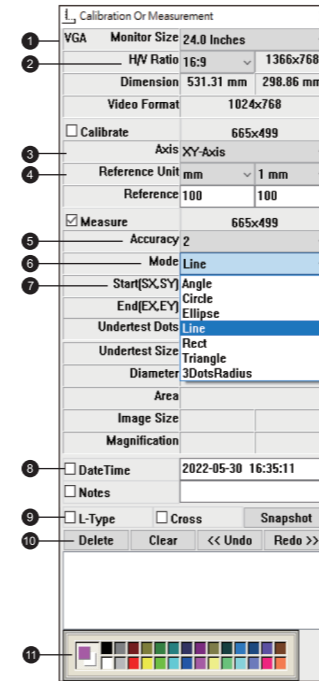 Calibration Or Measurement
1 VGA Monitor Size 24.0 Inches
2 H/V Ratio 16:9 1366x768
Dimension 531.31 mm 298.86 mm
Video Format 1024x768
Calibrate 665x499
3 Axis XY-Axis
4 Reference Unit mm 1 mm
Reference 100 100
Measure 665x499
5 Accuracy 2
6 Mode Line
7 Start(SX,SY) Angle
Circle
End(EX,EY) Ellipse
Undertest Dots Line
Rect
Undertest Size Triangle
Diameter 3DotsRadius
Area
Image Size
Magnification
8 DateTime 2022-05-30 16:35:11
Notes
9 L-Type Cross Snapshot
10 Delete Clear << Undo Redo >>
11